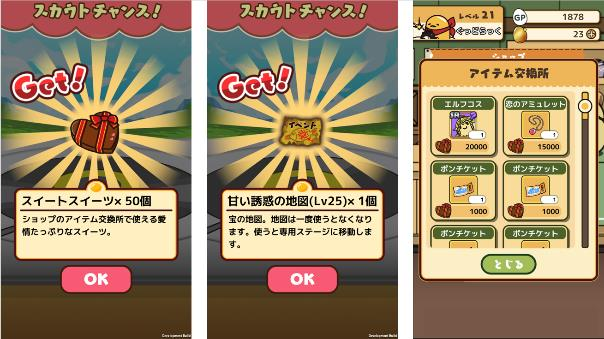 スカウトチャンス!
Get!
スイートスイーツ× 50個
ショップのアイテム交換所で使える愛
情たっぷりなスイーツ。
OK
Development Build
スカウトチャンス!
Get!
イベント
甘い誘惑の地図(Lv25)× 1個
宝の地図。地図は一度使うとなくなり
ます。使うと専用ステージに移動しま
す。
OK
Development Build
レベル 21
ぐっどらっく
GP 1878
23
ショップ
アイテム交換所
エルフコス
1
20000
恋のアミュレット
1
15000
ポンチケット
1
1000
ポンチケット
1
1000
ポンチケット
ポンチケット
とじる